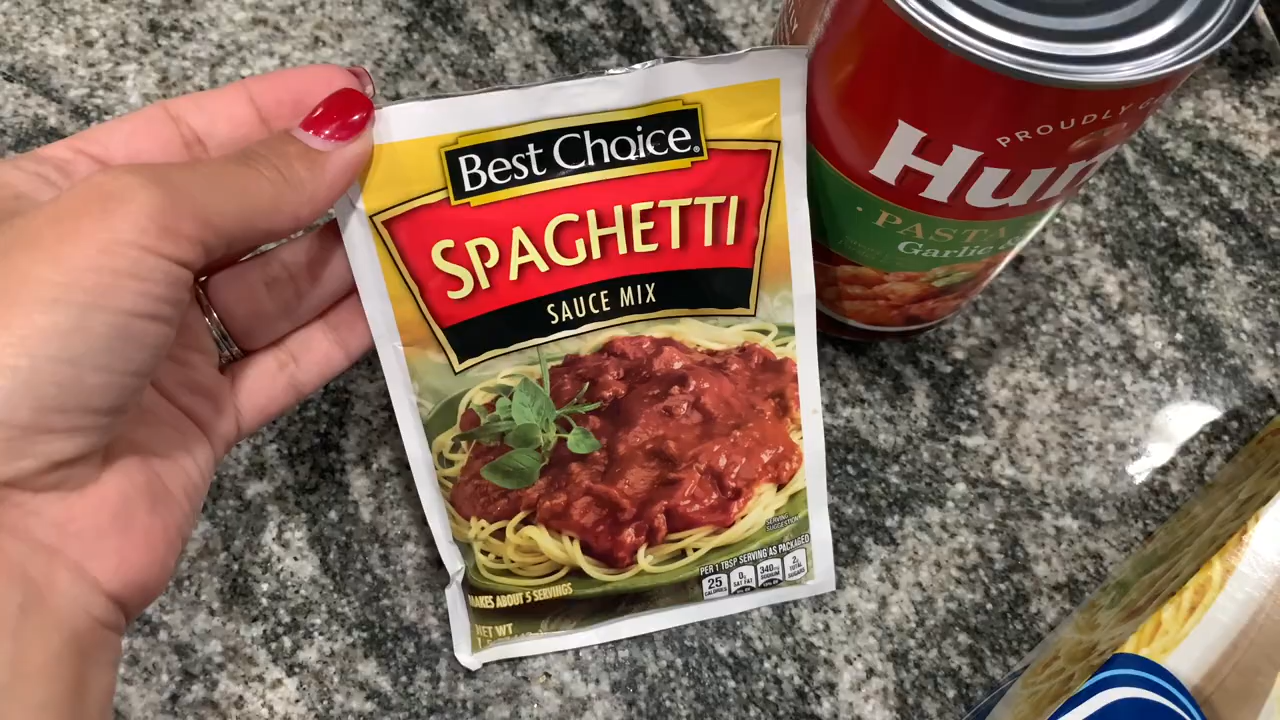 Best Choice®
SPAGHETTI
SAUCE MIX
SERVING
SUGGESTION
PER 1 TBSP SERVING AS PACKAGED
25
CALORIES
0g
SAT FAT
340mg
SODIUM
2g
TOTAL
SUGARS
MAKES ABOUT 5 SERVINGS
NET WT
PROUDLY G
Hun
PASTA
Garlic &